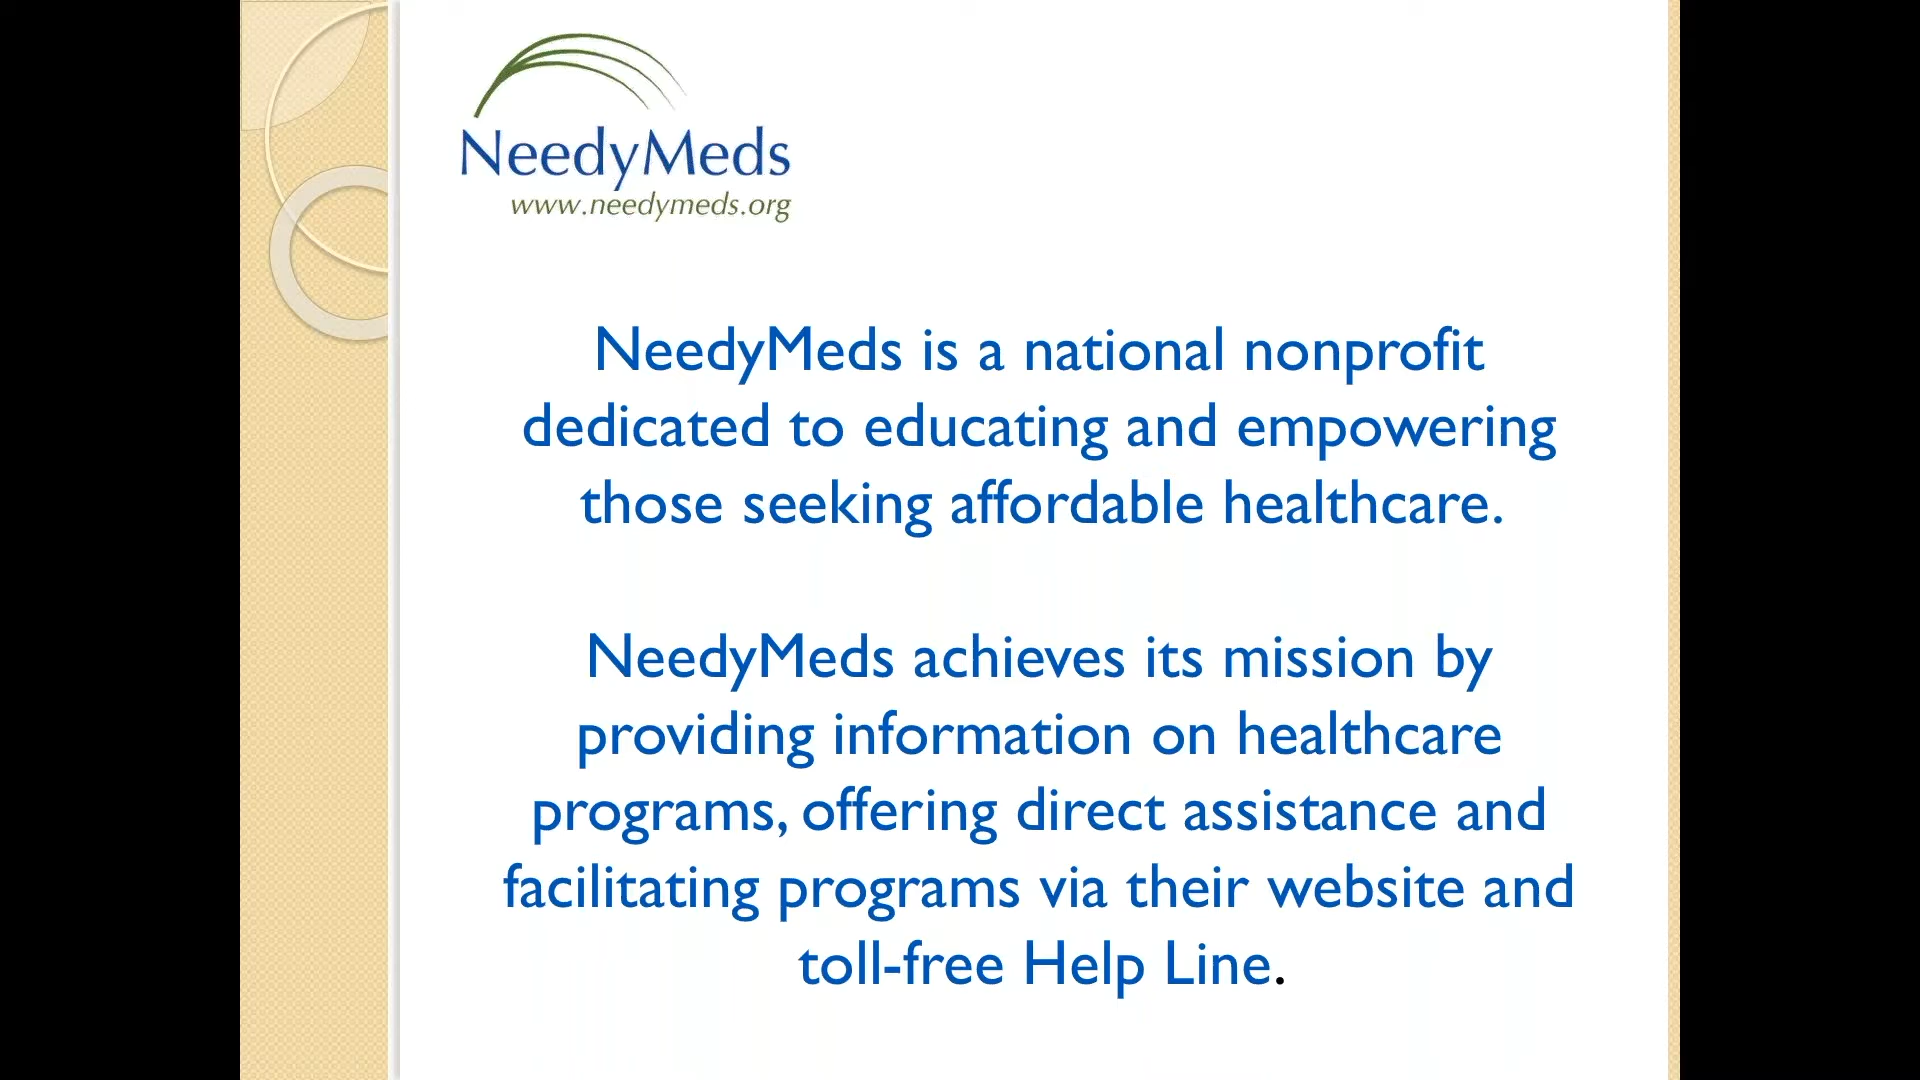 NeedyMeds
www.needymeds.org
NeedyMeds is a national nonprofit
dedicated to educating and empowering
those seeking affordable healthcare.
NeedyMeds achieves its mission by
providing information on healthcare
programs, offering direct assistance and
facilitating programs via their website and
toll-free Help Line.